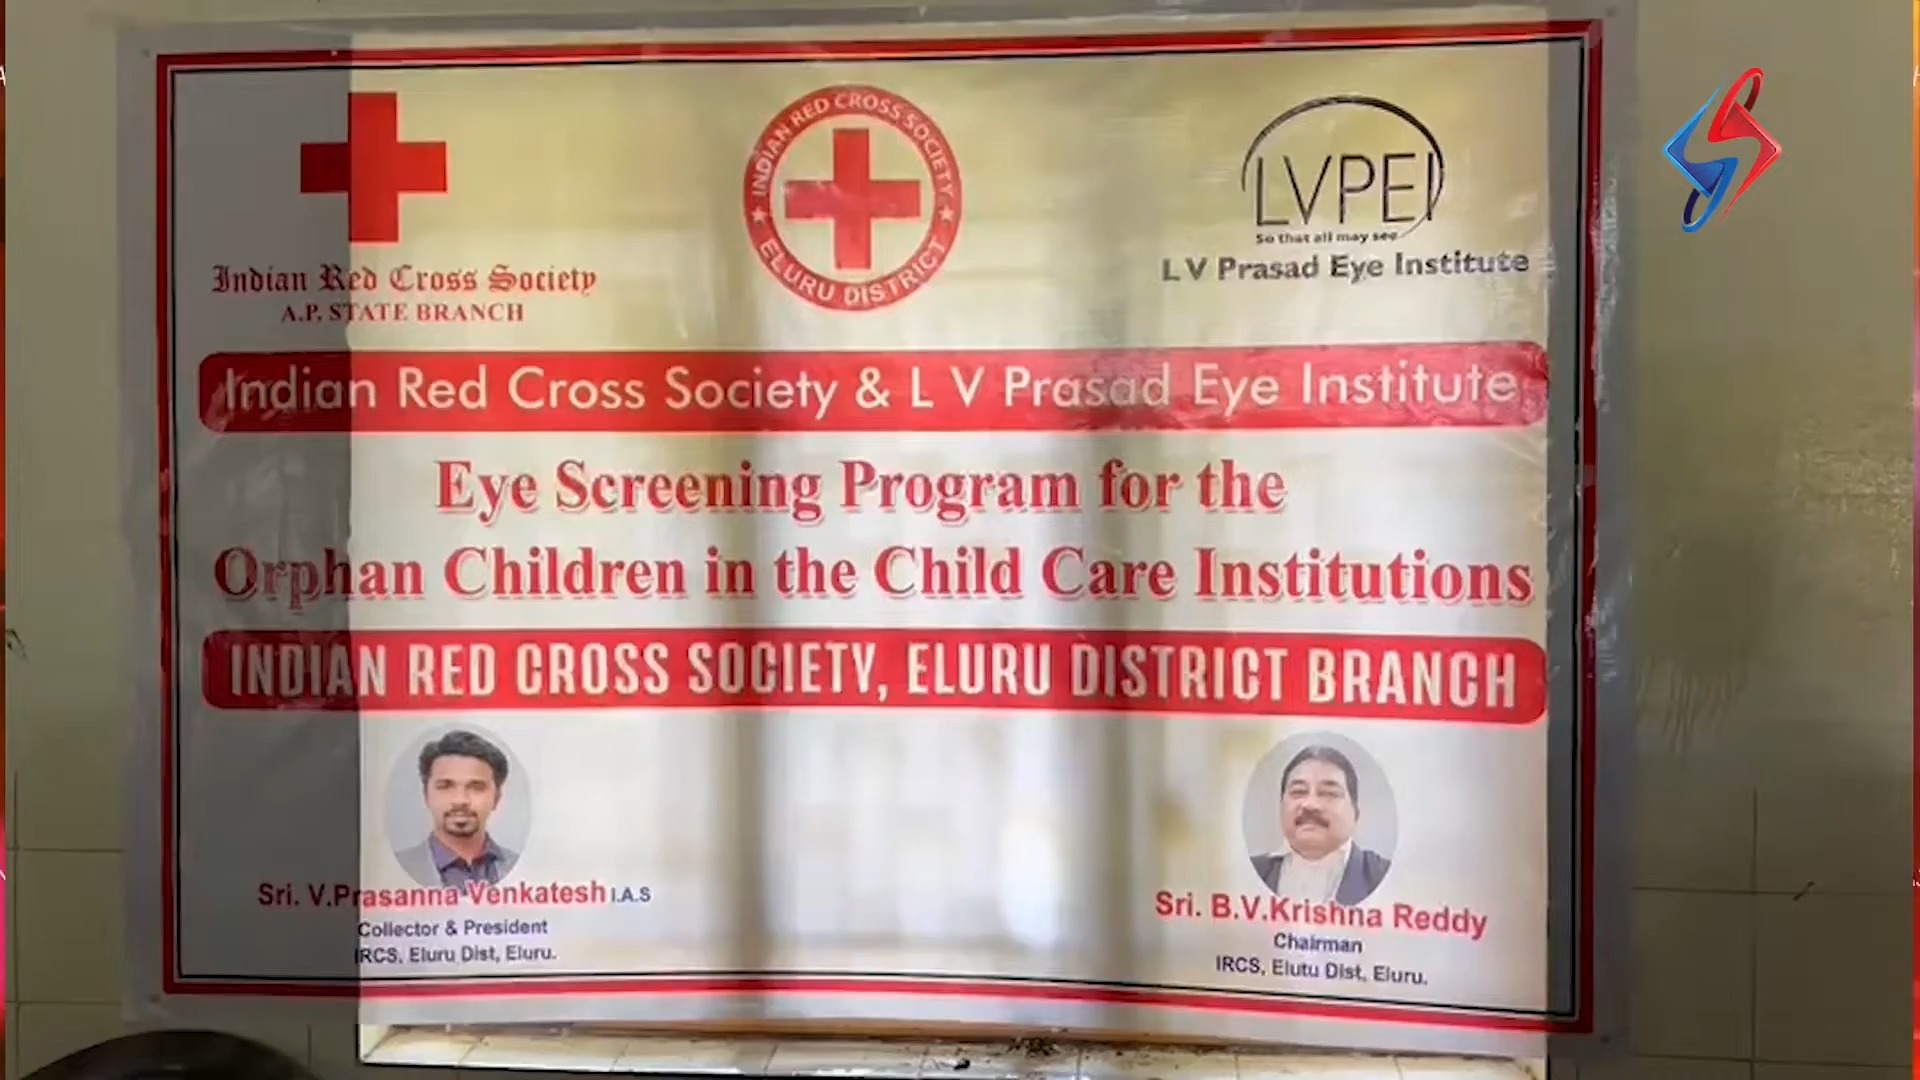 Indian Red Cross Society
A.P. STATE BRANCH
INDIAN RED CROSS SOCIETY
ELURU DISTRICT
LVPEI
So that all may see
L V Prasad Eye Institute
Indian Red Cross Society & L V Prasad Eye Institute
Eye Screening Program for the
Orphan Children in the Child Care Institutions
INDIAN RED CROSS SOCIETY, ELURU DISTRICT BRANCH
Sri. V.Prasanna Venkatesh I.A.S
Collector & President
IRCS, Eluru Dist, Eluru.
Sri. B.V.Krishna Reddy
Chairman
IRCS, Elutu Dist, Eluru.